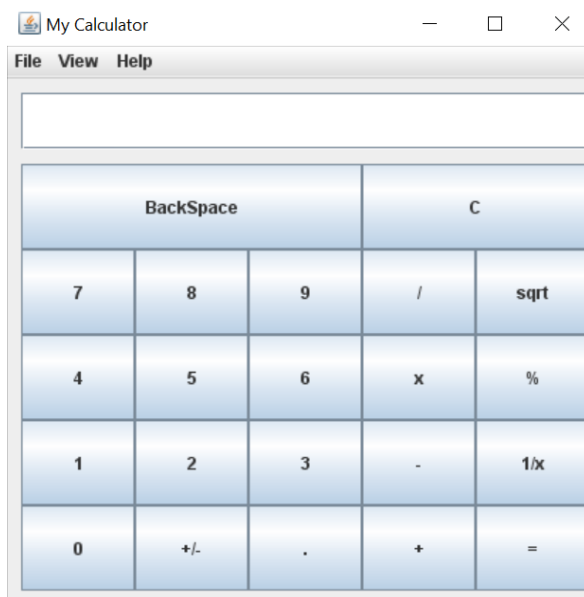 My Calculator
File View Help
BackSpace C
7 8 9 / sqrt
4 5 6 x %
1 2 3 - 1/x
0 +/- . + =